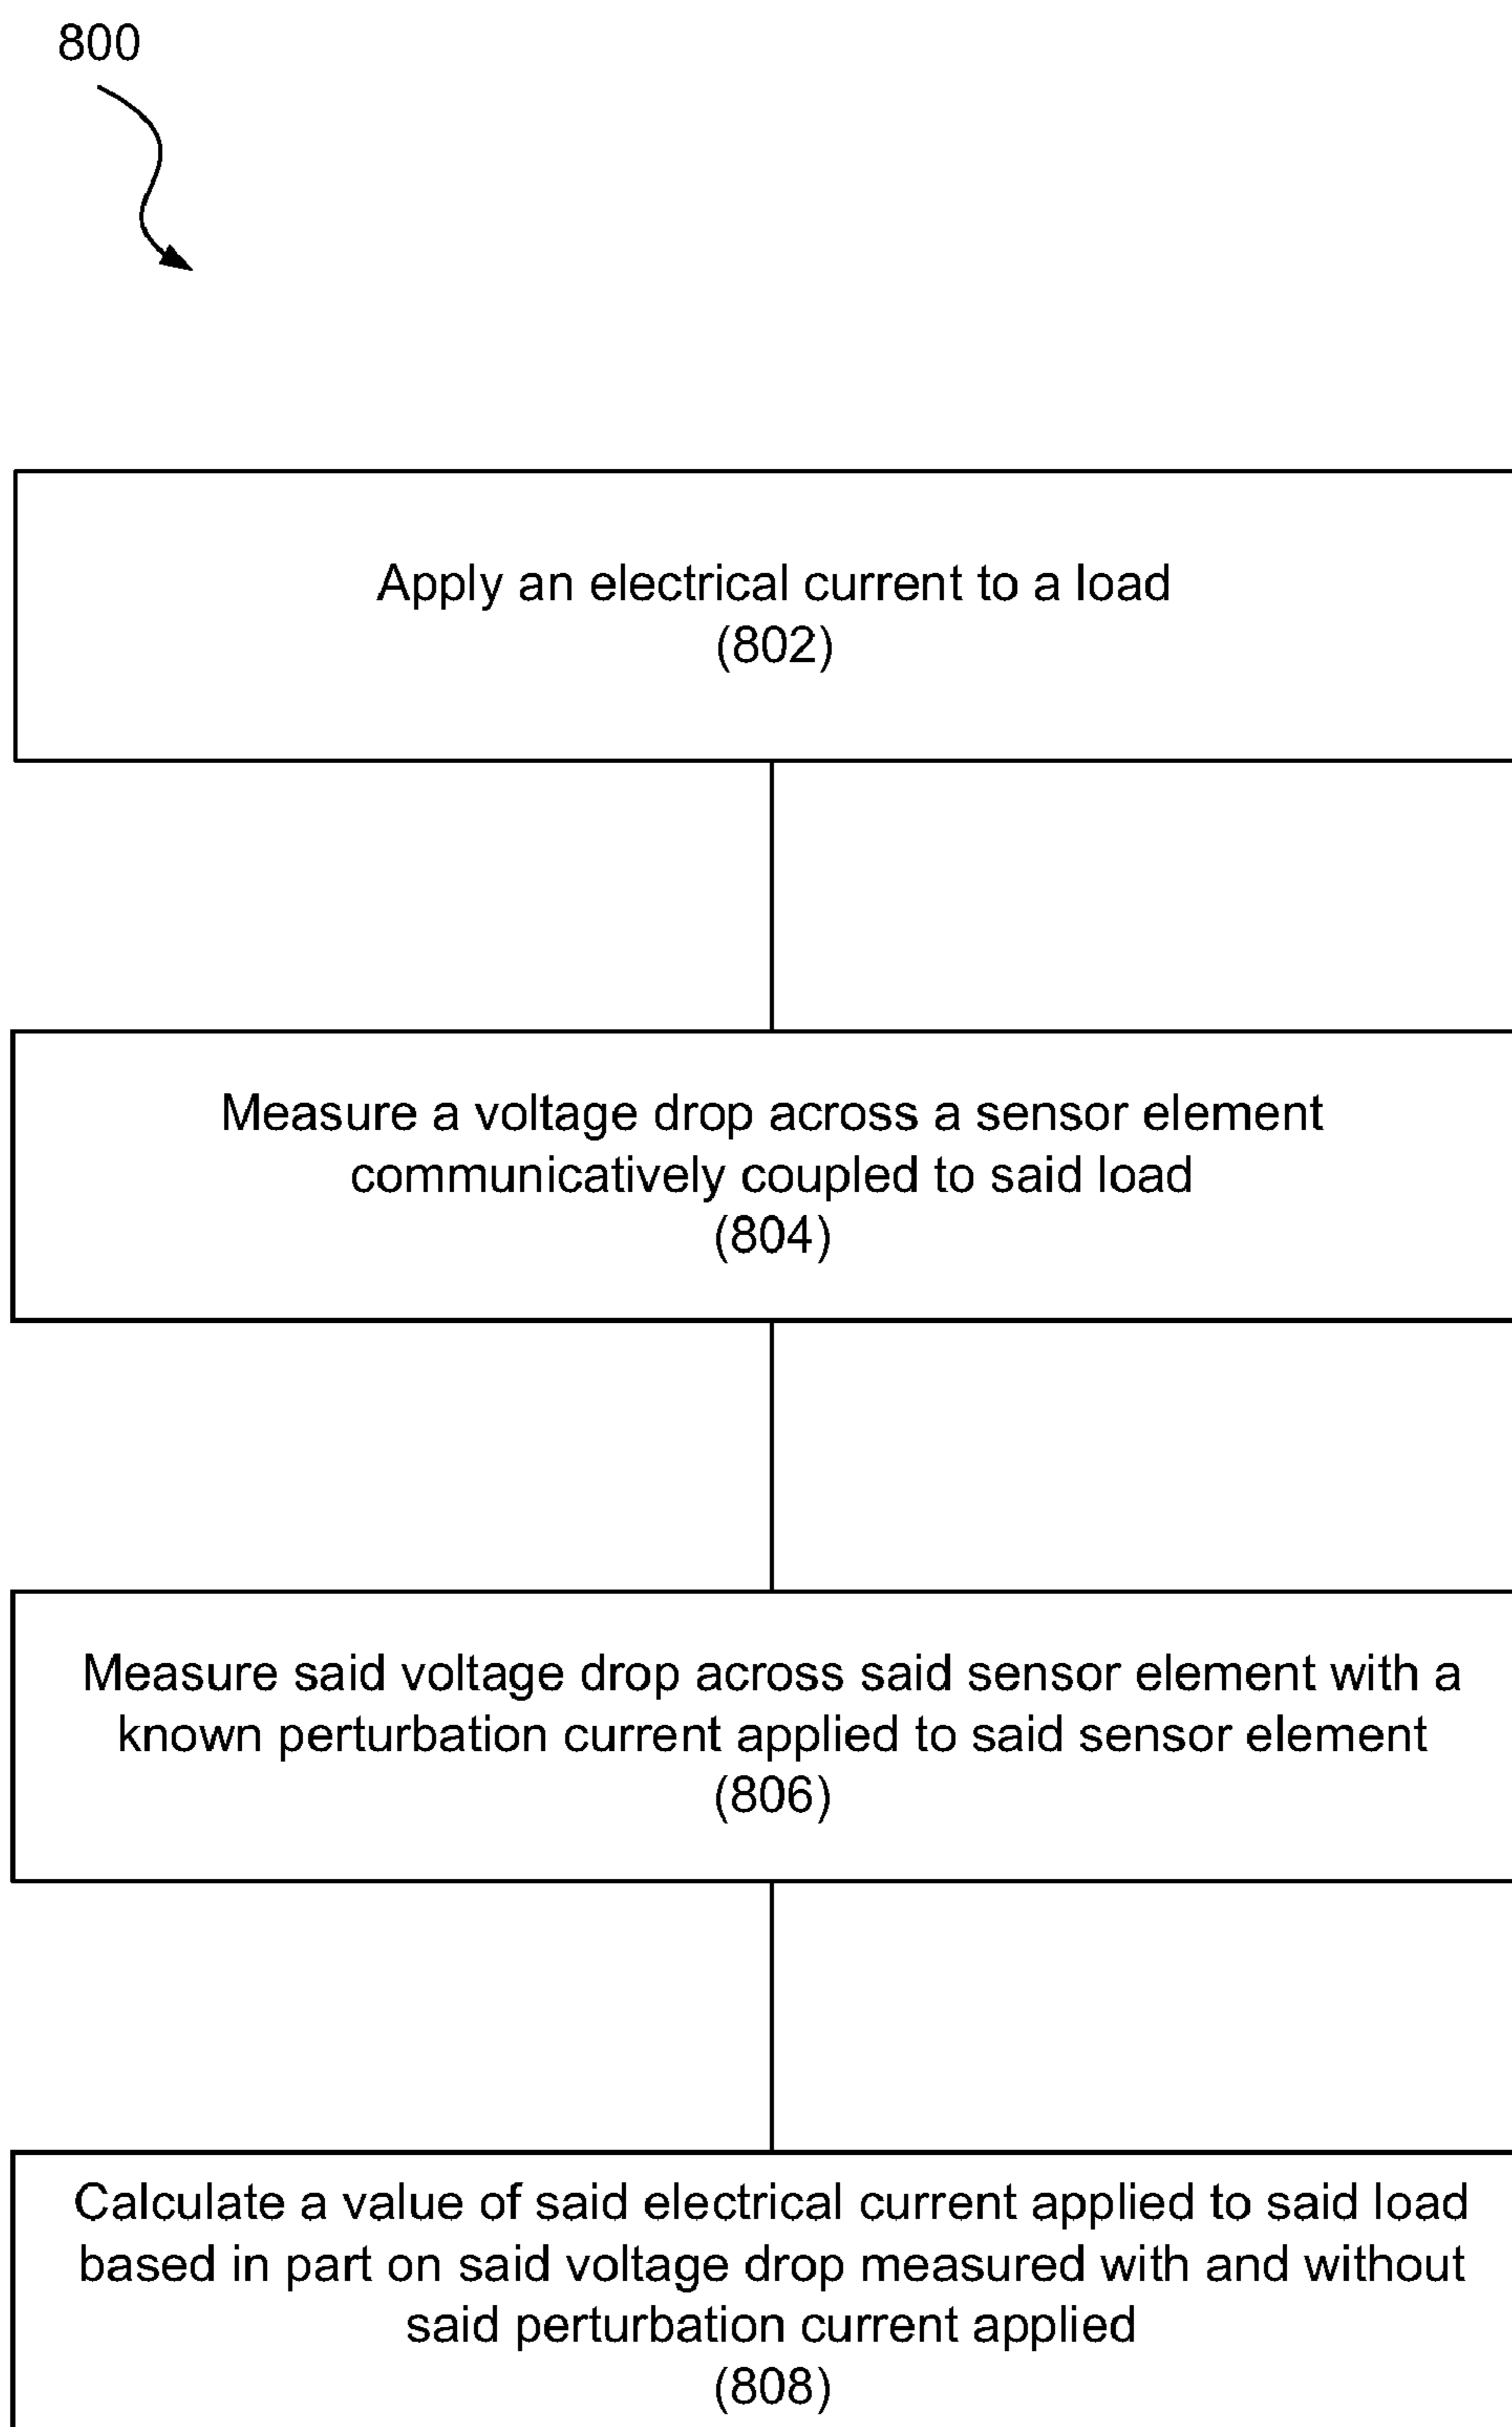 800
Apply an electrical current to a load
(802)
Measure a voltage drop across a sensor element
communicatively coupled to said load
(804)
Measure said voltage drop across said sensor element with a
known perturbation current applied to said sensor element
(806)
Calculate a value of said electrical current applied to said load
based in part on said voltage drop measured with and without
said perturbation current applied
(808)